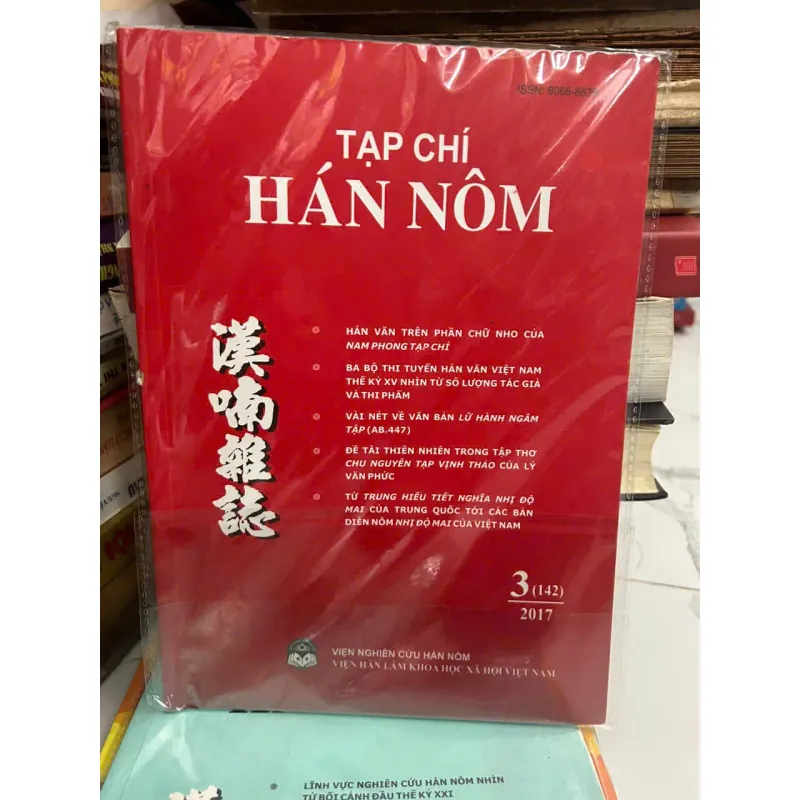 TẠP CHÍ
HÁN NÔM
漢喃雜誌
HÁN VĂN TRÊN PHẦN CHỮ NHO CỦA
NAM PHONG TẠP CHÍ
BA BỘ THI TUYỂN HÁN VĂN VIỆT NAM
THẾ KỶ XV NHÌN TỪ SỐ LƯỢNG TÁC GIẢ
VÀ THI PHẨM
VÀI NÉT VỀ VĂN BẢN LỮ HÀNH NGÂM
TẬP (AB.447)
ĐỀ TÀI THIÊN NHIÊN TRONG TẬP THƠ
CHU NGUYÊN TẠP VỊNH THẢO CỦA LÝ
VĂN PHỨC
TỪ TRUNG HIẾU TIẾT NGHĨA NHỊ ĐỘ
MAI CỦA TRUNG QUỐC TỚI CÁC BẢN
DIỄN NÔM NHỊ ĐỘ MAI CỦA VIỆT NAM
3 (142)
2017
VIỆN NGHIÊN CỨU HÁN NÔM
VIỆN HÀN LÂM KHOA HỌC XÃ HỘI VIỆT NAM
LĨNH VỰC NGHIÊN CỨU HÁN NÔM NHÌN
TỪ BỐI CẢNH ĐẦU THẾ KỶ XXI